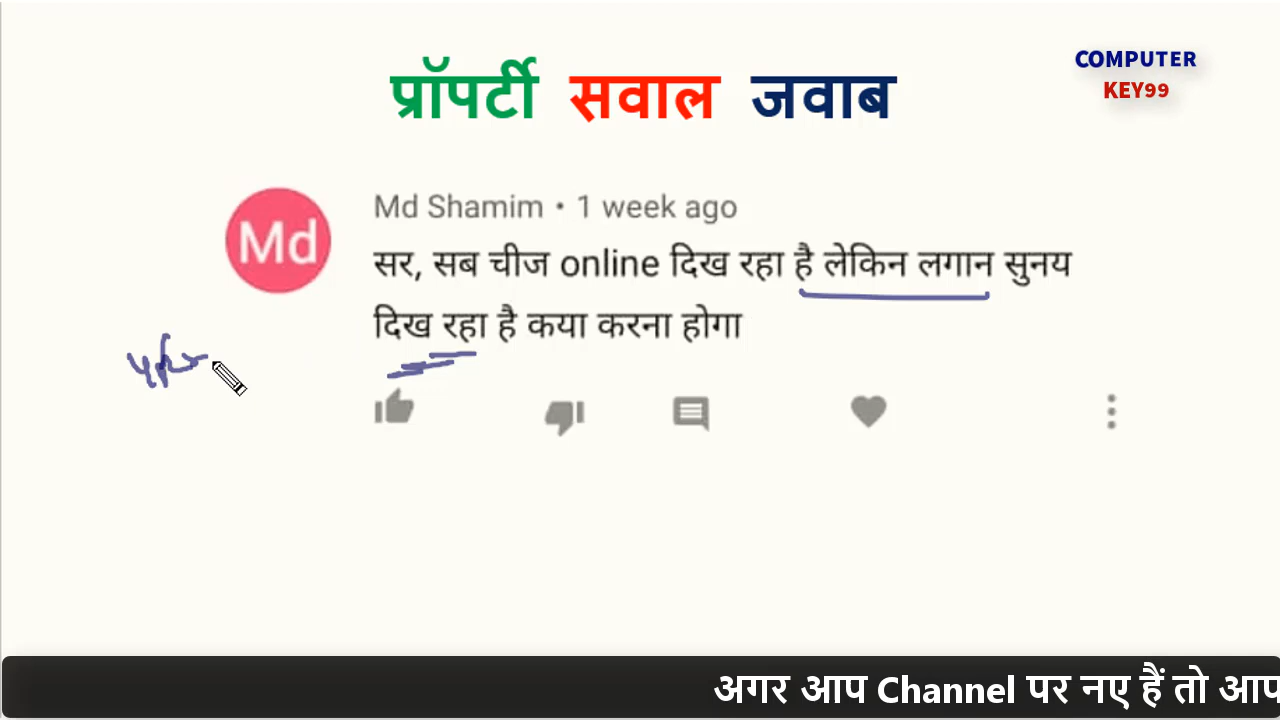 प्रॉपर्टी सवाल जवाब
COMPUTER
KEY99
Md Shamim • 1 week ago
Md
सर, सब चीज online दिख रहा है लेकिन लगान सुनय
दिख रहा है कया करना होगा
अगर आप Channel पर नए हैं तो आप